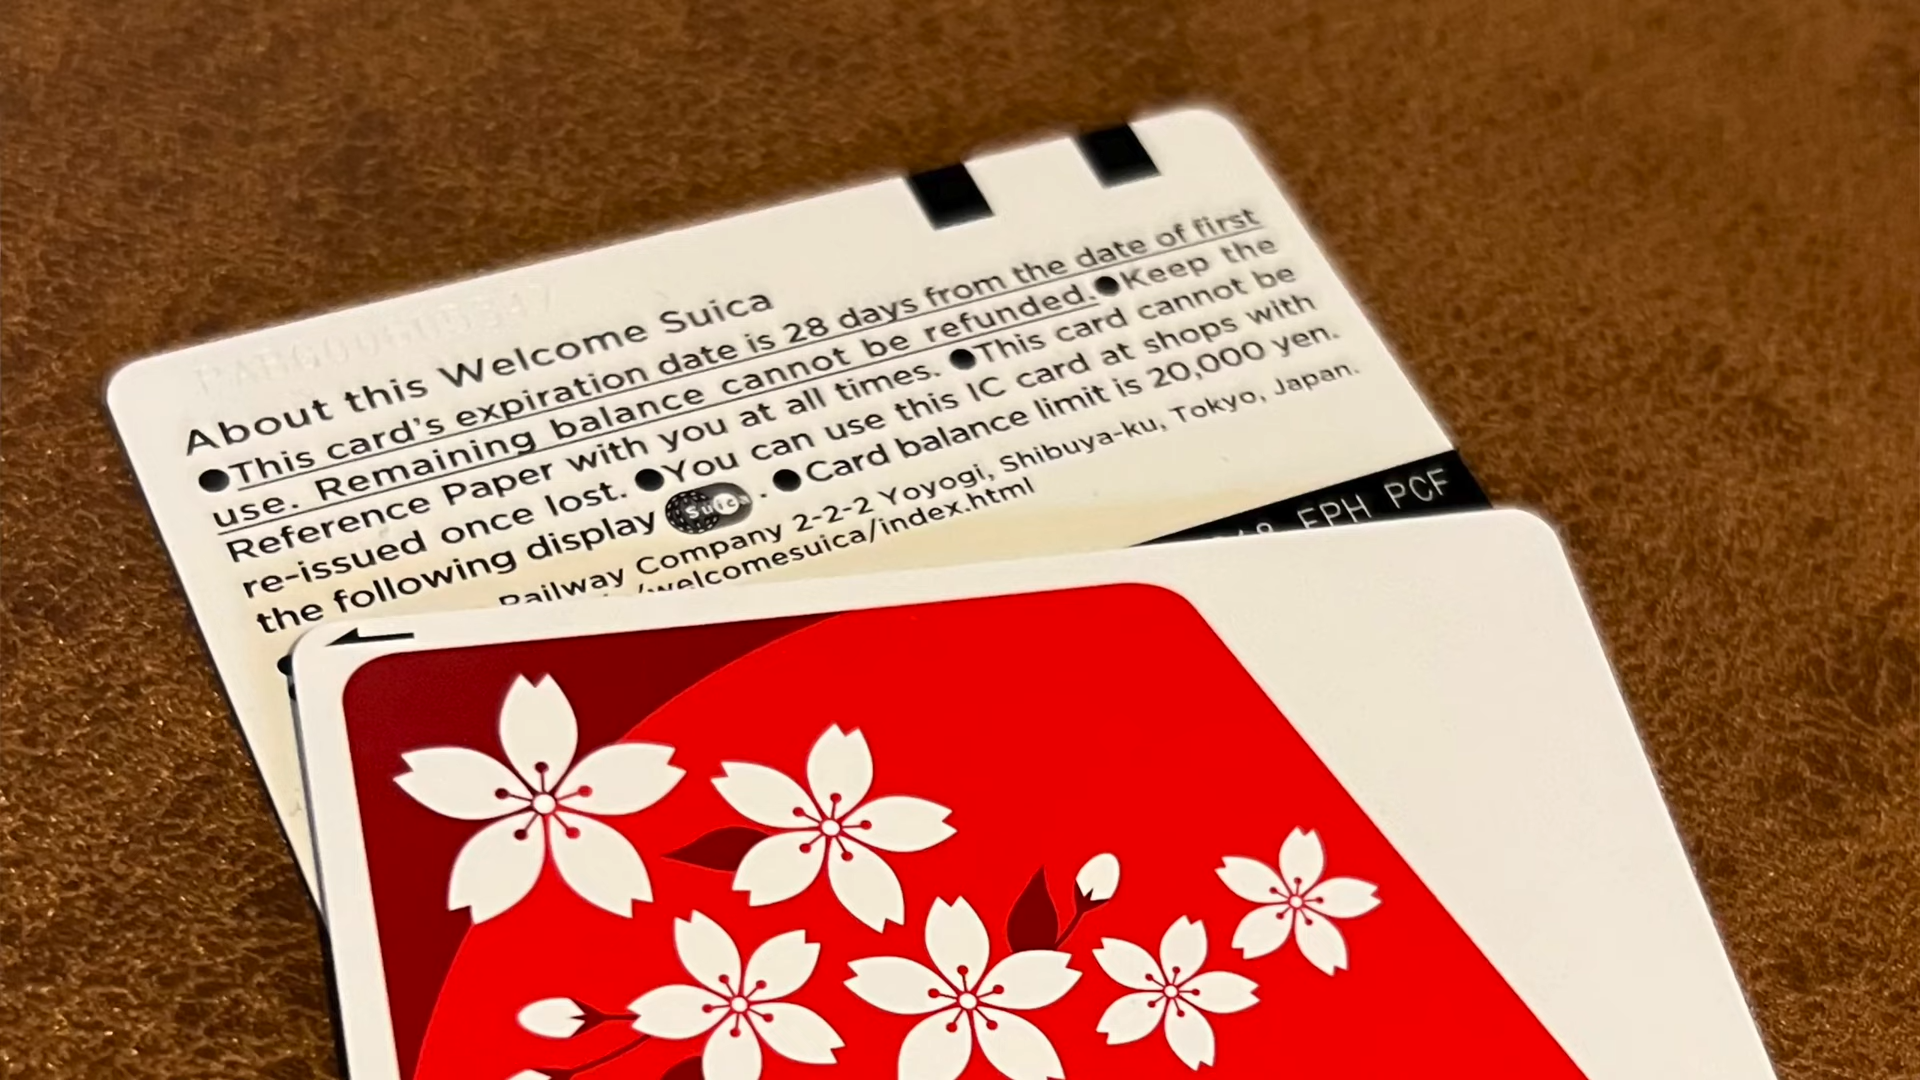 About this Welcome Suica
●This card's expiration date is 28 days from the date of first
use. Remaining balance cannot be refunded.●Keep the
Reference Paper with you at all times. ●This card cannot be
re-issued once lost. ●You can use this IC card at shops with
the following display Suica . ●Card balance limit is 20,000 yen.
Railway Company 2-2-2 Yoyogi, Shibuya-ku, Tokyo, Japan.
/welcomesuica/index.html
EPH PCF